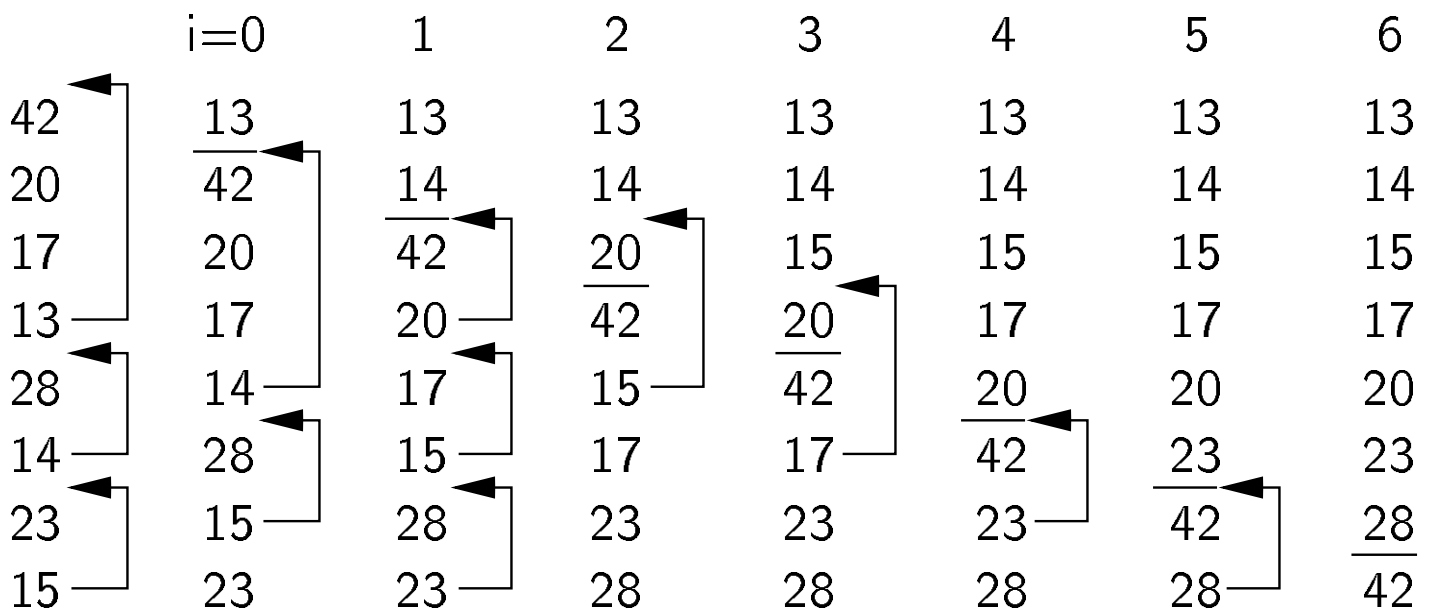 i=0 1 2 3 4 5 6
42 13 13 13 13 13 13 13
20 42 14 14 14 14 14 14
17 20 42 20 15 15 15 15
13 17 20 42 20 17 17 17
28 14 17 15 42 20 20 20
14 28 15 17 17 42 23 23
23 15 28 23 23 23 42 28
15 23 23 28 28 28 28 42